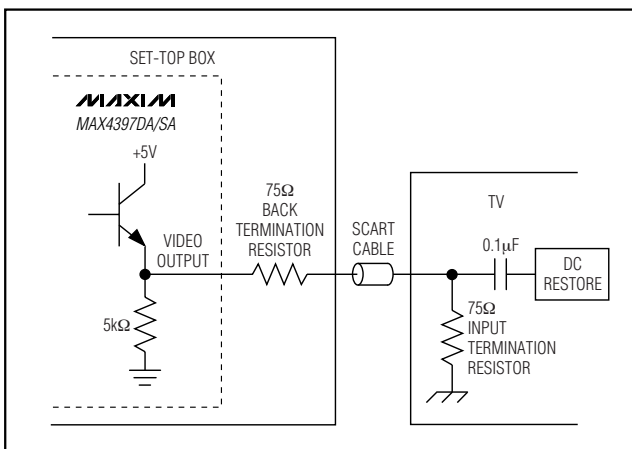 SET-TOP BOX
MAXIM
MAX4397DA/SA
+5V
VIDEO
OUTPUT
5kΩ
75Ω
BACK
TERMINATION
RESISTOR
SCART
CABLE
TV
0.1μF
DC
RESTORE
75Ω
INPUT
TERMINATION
RESISTOR